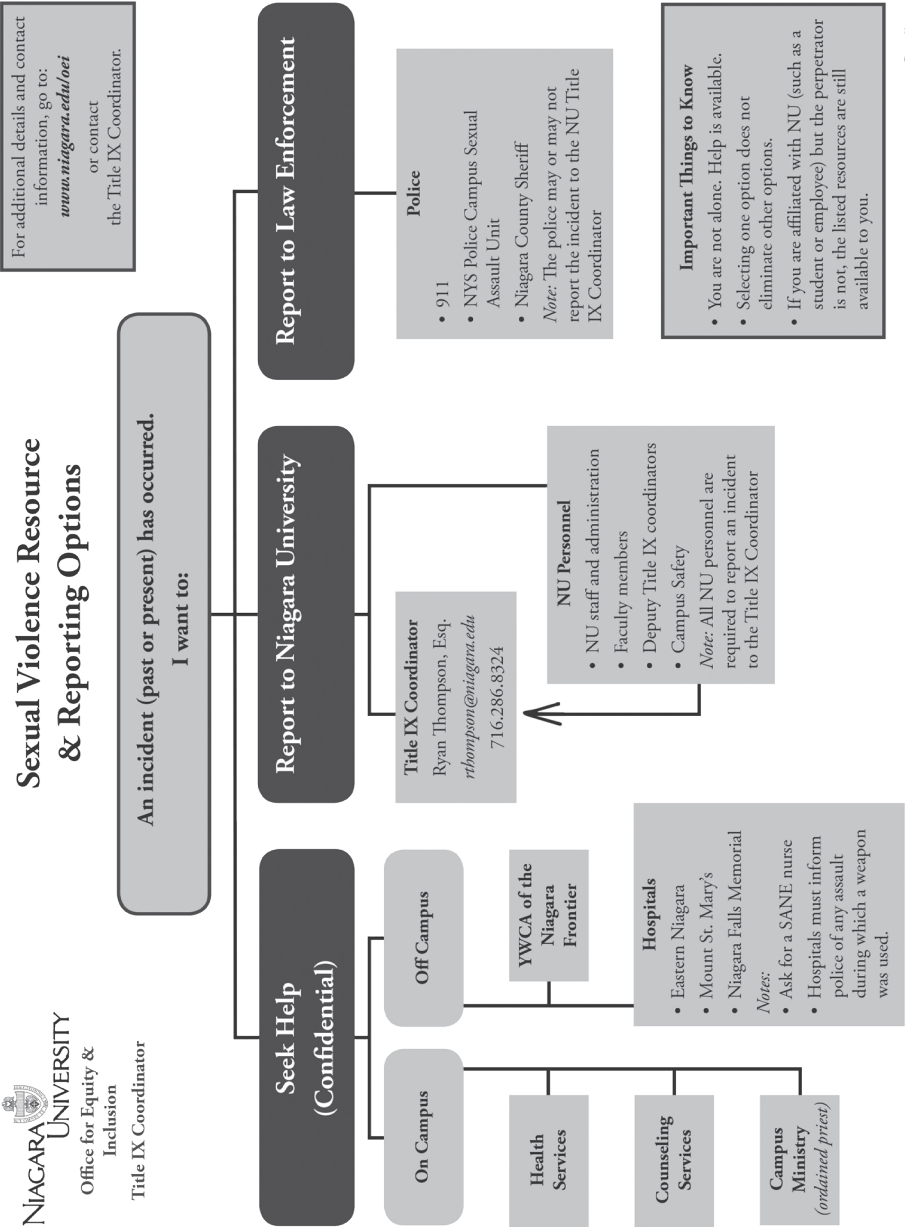 NIAGARA
UNIVERSITY
Office for Equity &
Inclusion
Title IX Coordinator
Sexual Violence Resource
& Reporting Options
For additional details and contact
information, go to:
www.niagara.edu/oei
or contact
the Title IX Coordinator.
An incident (past or present) has occurred.
I want to:
Seek Help
(Confidential)
On Campus
Health
Services
Counseling
Services
Campus
Ministry
(ordained priest)
Off Campus
YWCA of the
Niagara
Frontier
Hospitals
• Eastern Niagara
• Mount St. Mary's
• Niagara Falls Memorial
Notes:
• Ask for a SANE nurse
• Hospitals must inform
police of any assault
during which a weapon
was used.
Report to Niagara University
Title IX Coordinator
Ryan Thompson, Esq.
rthompson@niagara.edu
716.286.8324
NU Personnel
• NU staff and administration
• Faculty members
• Deputy Title IX coordinators
• Campus Safety
Note: All NU personnel are
required to report an incident
to the Title IX Coordinator
Report to Law Enforcement
Police
• 911
• NYS Police Campus Sexual
Assault Unit
• Niagara County Sheriff
Note: The police may or may not
report the incident to the NU Title
IX Coordinator
Important Things to Know
• You are not alone. Help is available.
• Selecting one option does not
eliminate other options.
• If you are affiliated with NU (such as a
student or employee) but the perpetrator
is not, the listed resources are still
available to you.